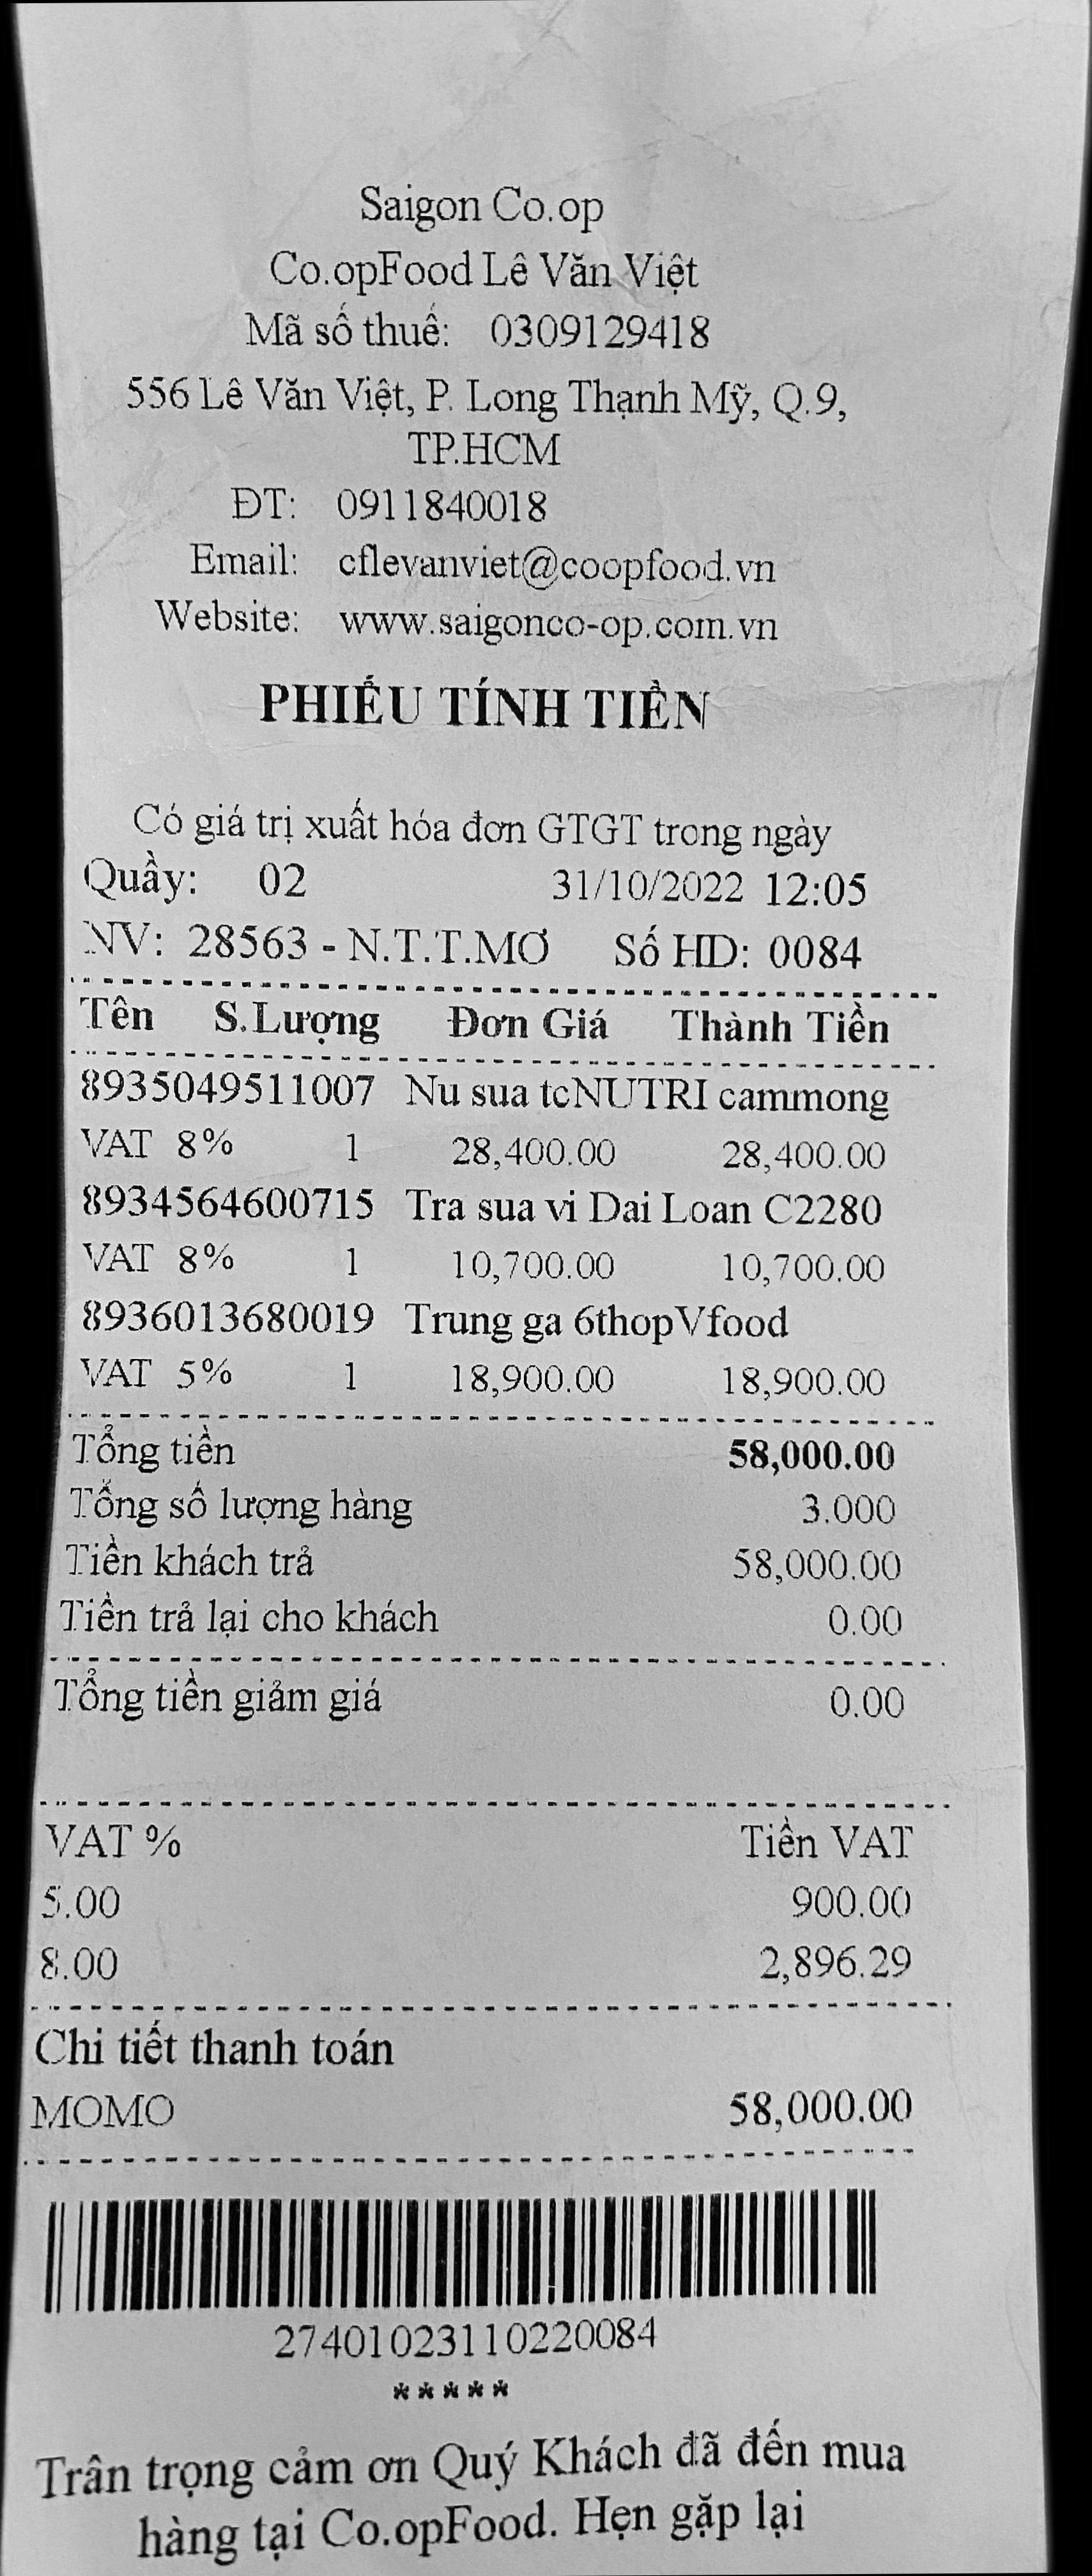 Saigon Co.op
Co.opFood Lê Văn Việt
Mã số thuế: 0309129418
556 Lê Văn Việt, P. Long Thạnh Mỹ, Q.9,
TP.HCM
ĐT: 0911840018
Email: cflevanviet@coopfood.vn
Website: www.saigonco-op.com.vn
PHIẾU TÍNH TIỀN
Có giá trị xuất hóa đơn GTGT trong ngày
Quầy: 02 31/10/2022 12:05
NV: 28563 - N.T.T.MƠ Số HD: 0084
Tên S.Lượng Đơn Giá Thành Tiền
8935049511007 Nu sua tcNUTRI cammong
VAT 8% 1 28,400.00 28,400.00
8934564600715 Tra sua vi Dai Loan C2280
VAT 8% 1 10,700.00 10,700.00
8936013680019 Trung ga 6thopVfood
VAT 5% 1 18,900.00 18,900.00
Tổng tiền 58,000.00
Tổng số lượng hàng 3.000
Tiền khách trả 58,000.00
Tiền trả lại cho khách 0.00
Tổng tiền giảm giá 0.00
VAT % Tiền VAT
5.00 900.00
8.00 2,896.29
Chi tiết thanh toán
MOMO 58,000.00
27401023110220084
*****
Trân trọng cảm ơn Quý Khách đã đến mua
hàng tại Co.opFood. Hẹn gặp lại